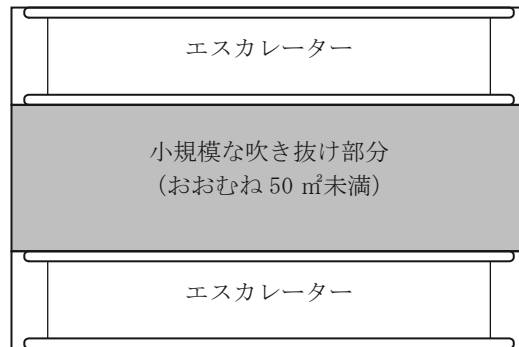 エスカレーター
小規模な吹き抜け部分
（おおむね 50 ㎡未満）
エスカレーター